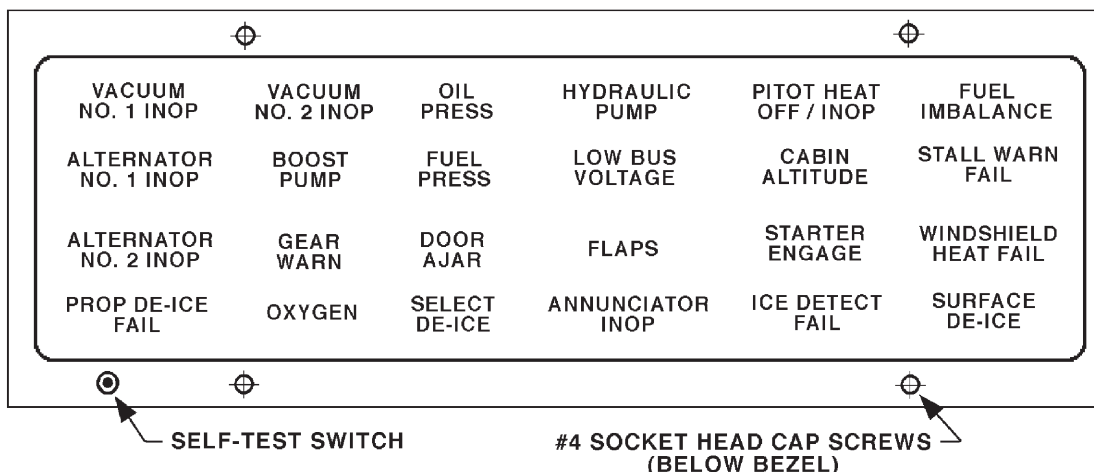 VACUUM NO. 1 INOP
VACUUM NO. 2 INOP
OIL PRESS
HYDRAULIC PUMP
PITOT HEAT OFF / INOP
FUEL IMBALANCE
ALTERNATOR NO. 1 INOP
BOOST PUMP
FUEL PRESS
LOW BUS VOLTAGE
CABIN ALTITUDE
STALL WARN FAIL
ALTERNATOR NO. 2 INOP
GEAR WARN
DOOR AJAR
FLAPS
STARTER ENGAGE
WINDSHIELD HEAT FAIL
PROP DE-ICE FAIL
OXYGEN
SELECT DE-ICE
ANNUNCIATOR INOP
ICE DETECT FAIL
SURFACE DE-ICE
SELF-TEST SWITCH
#4 SOCKET HEAD CAP SCREWS
(BELOW BEZEL)